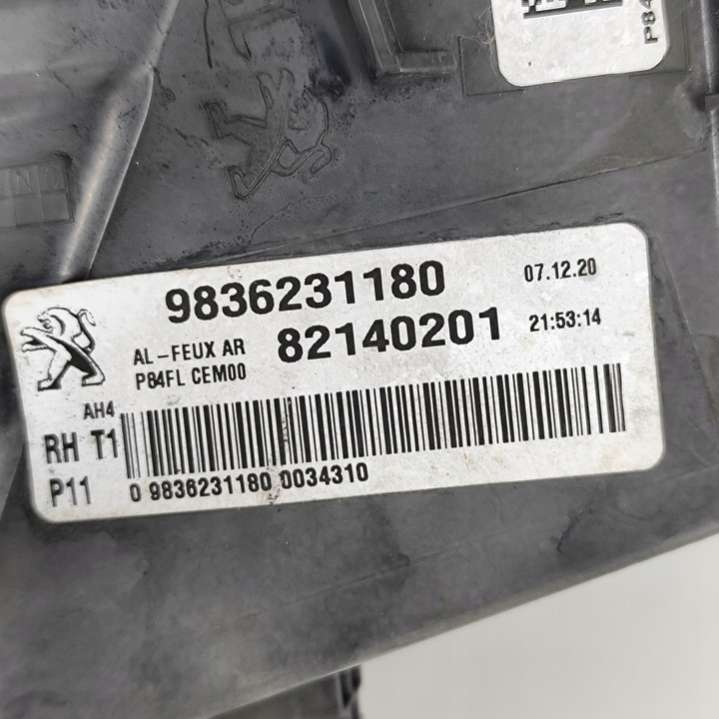 P84
9836231180
07.12.20
AL-FEUX AR
82140201
21:53:14
P84FL CEM00
AH4
RH T1
P11
0 9836231180 0034310